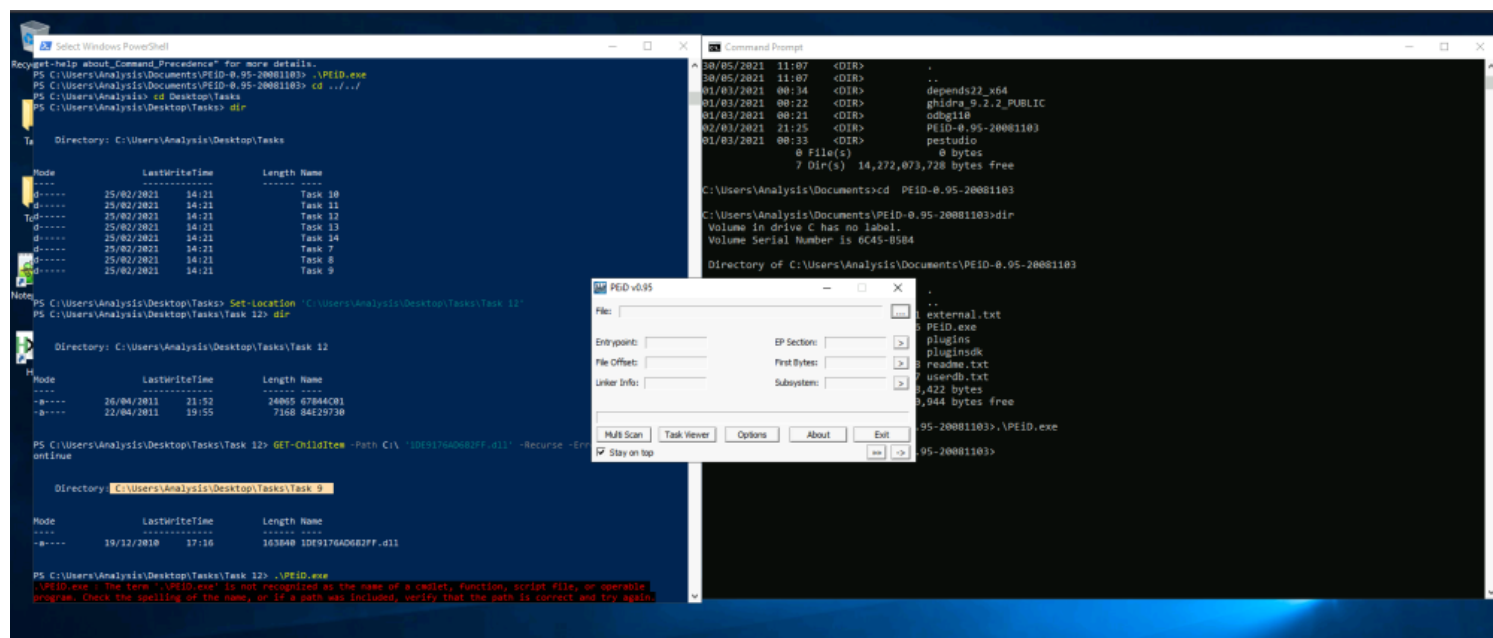 Select Windows PowerShell
get-help about_Command_Precedence" for more details.
PS C:\Users\Analysis\Documents\PEiD-0.95-20081103> .\PEiD.exe
PS C:\Users\Analysis\Documents\PEiD-0.95-20081103> cd ../../
PS C:\Users\Analysis> cd Desktop\Tasks
PS C:\Users\Analysis\Desktop\Tasks> dir
Directory: C:\Users\Analysis\Desktop\Tasks
Mode LastWriteTime Length Name
---- ------------- ------ ----
d----- 25/02/2021 14:21 Task 10
d----- 25/02/2021 14:21 Task 11
d----- 25/02/2021 14:21 Task 12
d----- 25/02/2021 14:21 Task 13
d----- 25/02/2021 14:21 Task 14
d----- 25/02/2021 14:21 Task 7
d----- 25/02/2021 14:21 Task 8
d----- 25/02/2021 14:21 Task 9
PS C:\Users\Analysis\Desktop\Tasks> Set-Location 'C:\Users\Analysis\Desktop\Tasks\Task 12'
PS C:\Users\Analysis\Desktop\Tasks\Task 12> dir
Directory: C:\Users\Analysis\Desktop\Tasks\Task 12
Mode LastWriteTime Length Name
---- ------------- ------ ----
-a---- 26/04/2011 21:52 24065 67844C01
-a---- 22/04/2011 19:55 7168 84E29730
PS C:\Users\Analysis\Desktop\Tasks\Task 12> GET-ChildItem -Path C:\ '1DE9176AD682FF.dll' -Recurse -Err
ontinue
Directory: C:\Users\Analysis\Desktop\Tasks\Task 9
Mode LastWriteTime Length Name
---- ------------- ------ ----
-a---- 19/12/2010 17:16 163840 1DE9176AD682FF.dll
PS C:\Users\Analysis\Desktop\Tasks\Task 12> .\PEiD.exe
.\PEiD.exe : The term '.\PEiD.exe' is not recognized as the name of a cmdlet, function, script file, or operable
program. Check the spelling of the name, or if a path was included, verify that the path is correct and try again.
Command Prompt
30/05/2021 11:07 <DIR> .
30/05/2021 11:07 <DIR> ..
01/03/2021 00:34 <DIR> depends22_x64
01/03/2021 00:22 <DIR> ghidra_9.2.2_PUBLIC
01/03/2021 00:21 <DIR> odbg110
02/03/2021 21:25 <DIR> PEiD-0.95-20081103
01/03/2021 00:33 <DIR> pestudio
0 File(s) 0 bytes
7 Dir(s) 14,272,073,728 bytes free
C:\Users\Analysis\Documents>cd PEiD-0.95-20081103
C:\Users\Analysis\Documents\PEiD-0.95-20081103>dir
Volume in drive C has no label.
Volume Serial Number is 6C45-B5B4
Directory of C:\Users\Analysis\Documents\PEiD-0.95-20081103
.
..
external.txt
PEiD.exe
plugins
pluginsdk
readme.txt
userdb.txt
,422 bytes
,944 bytes free
.95-20081103>.\PEiD.exe
.95-20081103>
PEiD v0.95
File: ...
Entrypoint: EP Section: >
File Offset: First Bytes: >
Linker Info: Subsystem: >
Multi Scan Task Viewer Options About Exit
Stay on top
->